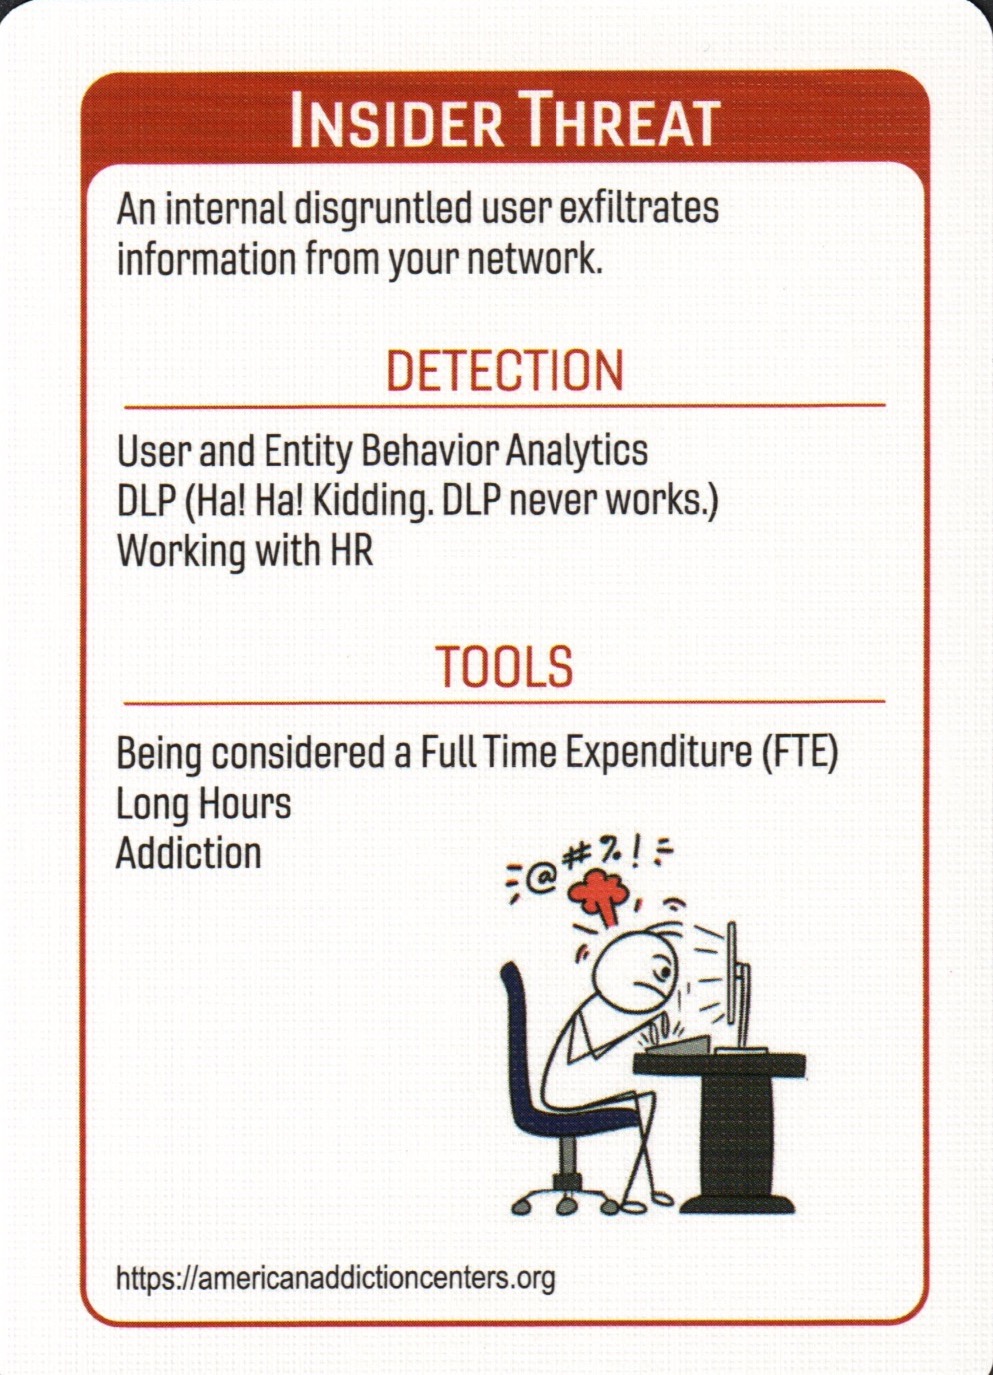 INSIDER THREAT
An internal disgruntled user exfiltrates
information from your network.
DETECTION
User and Entity Behavior Analytics
DLP (Ha! Ha! Kidding. DLP never works.)
Working with HR
TOOLS
Being considered a Full Time Expenditure (FTE)
Long Hours
Addiction
@#%!
https://americanaddictioncenters.org